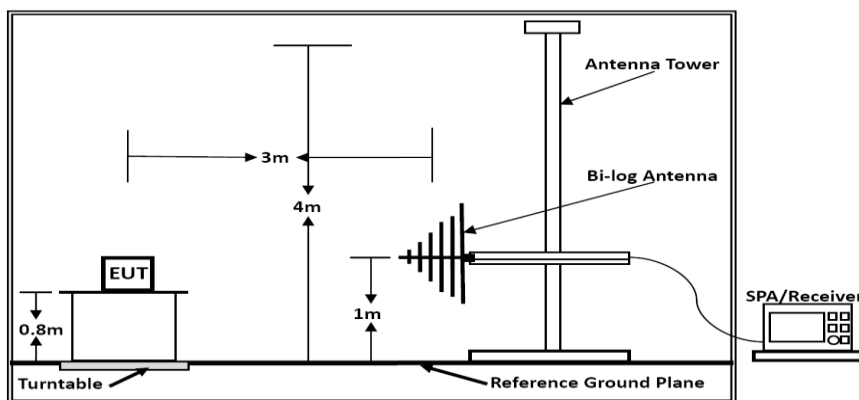 Antenna Tower
3m
Bi-log Antenna
4m
EUT
SPA/Receiver
0.8m
1m
Turntable
Reference Ground Plane